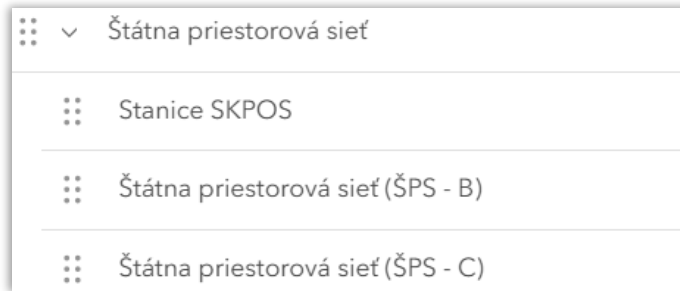 Štátna priestorová sieť
Stanice SKPOS
Štátna priestorová sieť (ŠPS - B)
Štátna priestorová sieť (ŠPS - C)